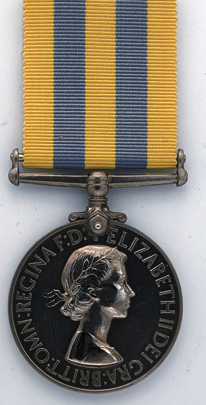 ELIZABETH II DEI GRA: BRITT: OMN: REGINA F: D: +